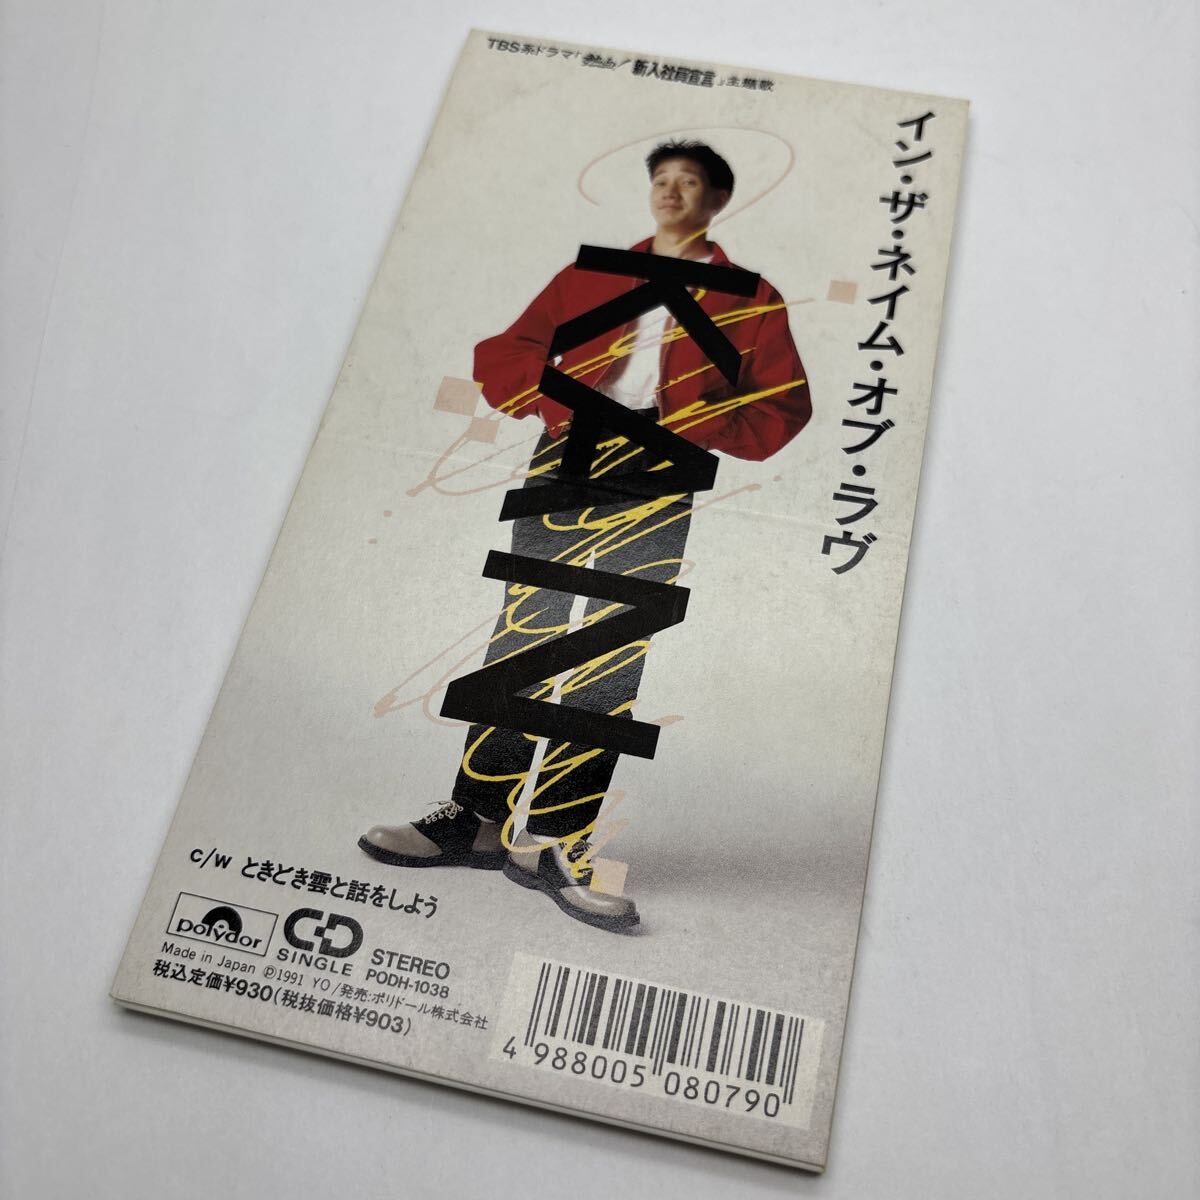 TBS系ドラマ「 新入社員宣言」主題歌
イン・ザ・ネイム・オブ・ラヴ
KAN
c/w ときどき雲と話をしよう
polydor
CD
SINGLE
STEREO
PODH-1038
Made in Japan ℗1991 YO/発売:ポリドール株式会社
税込定価¥930(税抜価格¥903)
4 988005 080790